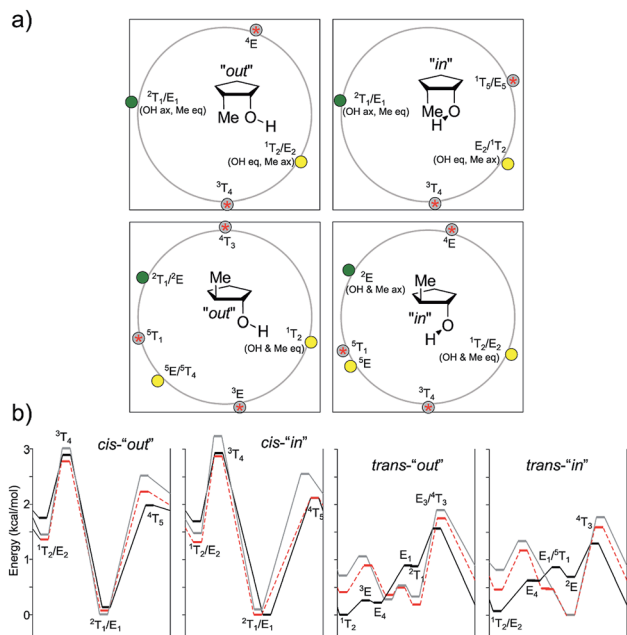 a)
⁴E
"out"
²T₁/E₁
(OH ax, Me eq)
Me O H
¹T₂/E₂
(OH eq, Me ax)
³T₄
"in"
¹T₅/E₅
²T₁/E₁
(OH ax, Me eq)
Me O
H
E₂/¹T₂
(OH eq, Me ax)
³T₄
⁴T₃
²T₁/²E
Me
"out"
O H
⁵T₁
¹T₂
(OH & Me eq)
⁵E/⁵T₄
³E
⁴E
²E
(OH & Me ax)
Me
"in"
O
H
⁵T₁
⁵E
¹T₂/E₂
(OH & Me eq)
³T₄
b)
Energy (kcal/mol)
3
2
1
0
cis-"out"
³T₄
¹T₂/E₂
⁴T₅
²T₁/E₁
cis-"in"
³T₄
¹T₂/E₂
⁴T₅
²T₁/E₁
trans-"out"
E₃/⁴T₃
E₁
³E
²T₁
E₄
¹T₂
trans-"in"
⁴T₃
E₁/⁵T₁
E₄
²E
¹T₂/E₂